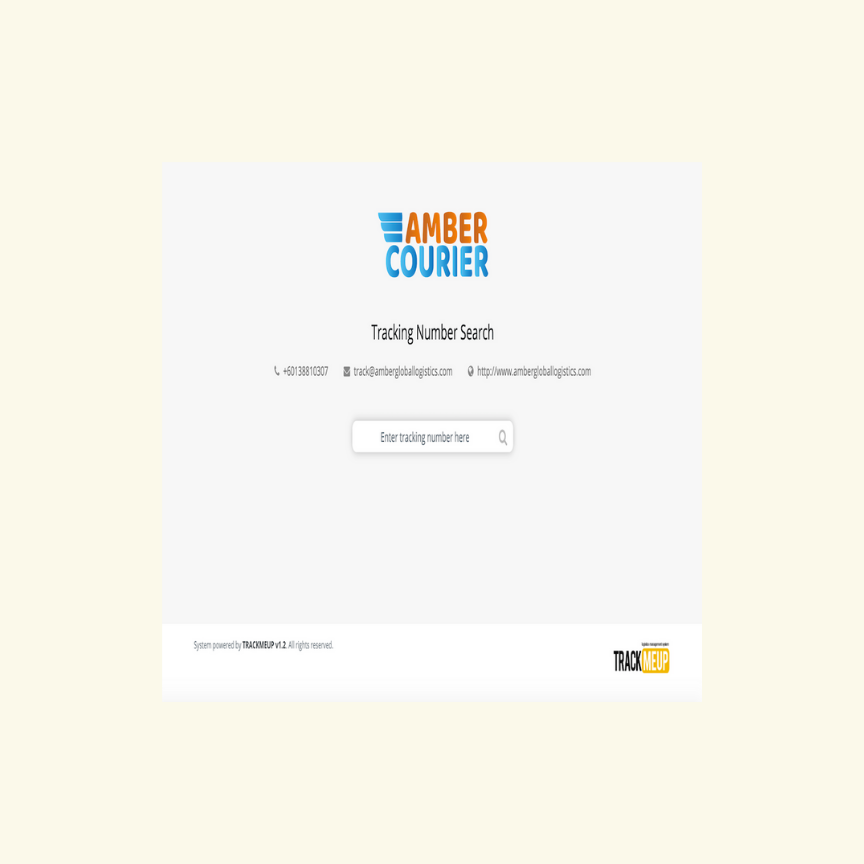 AMBER
COURIER
Tracking Number Search
+60138810307 track@ambergloballogistics.com http://www.ambergloballogistics.com
Enter tracking number here
System powered by TRACKMEUP v1.2. All rights reserved.
TRACKMEUP